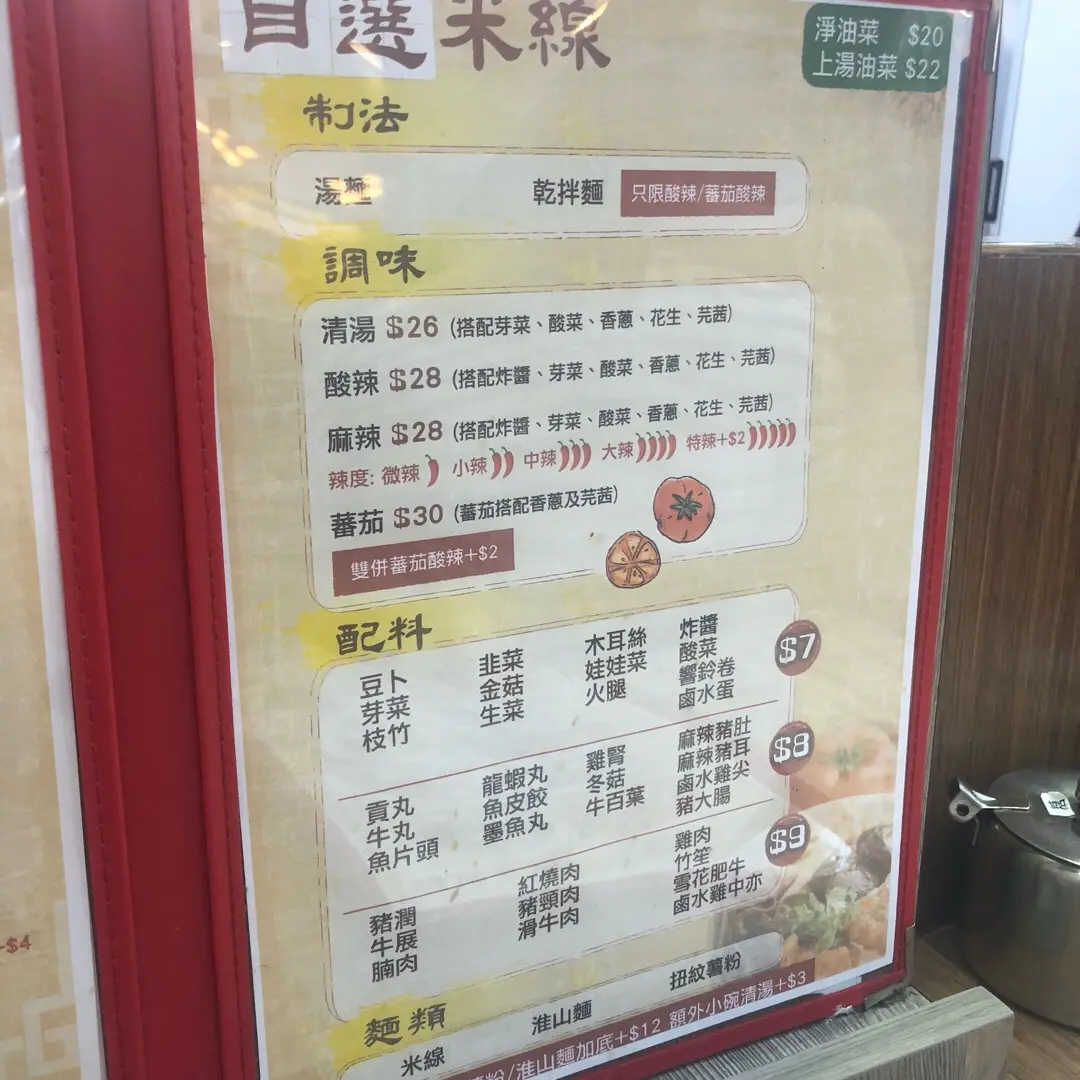 自選米線
淨油菜 $20
上湯油菜 $22
制法
湯麵 乾拌麵 只限酸辣/蕃茄酸辣
調味
清湯 $26 (搭配芽菜、酸菜、香蔥、花生、芫茜)
酸辣 $28 (搭配炸醬、芽菜、酸菜、香蔥、花生、芫茜)
麻辣 $28 (搭配炸醬、芽菜、酸菜、香蔥、花生、芫茜)
辣度: 微辣 小辣 中辣 大辣 特辣+$2
蕃茄 $30 (蕃茄搭配香蔥及芫茜)
雙併蕃茄酸辣+$2
配料
豆卜 韭菜 木耳絲 炸醬
芽菜 金菇 娃娃菜 酸菜
枝竹 生菜 火腿 響鈴卷
鹵水蛋
$7
貢丸 龍蝦丸 雞腎 麻辣豬肚
牛丸 魚皮餃 冬菇 麻辣豬耳
魚片頭 墨魚丸 牛百葉 鹵水雞尖
豬大腸
$8
豬潤 紅燒肉 雞肉
牛展 豬頸肉 竹笙
腩肉 滑牛肉 雪花肥牛
鹵水雞中亦
$9
麵類
米線 淮山麵 扭紋薯粉
粉/淮山麵加底+$12 額外小碗清湯+$3
-$4